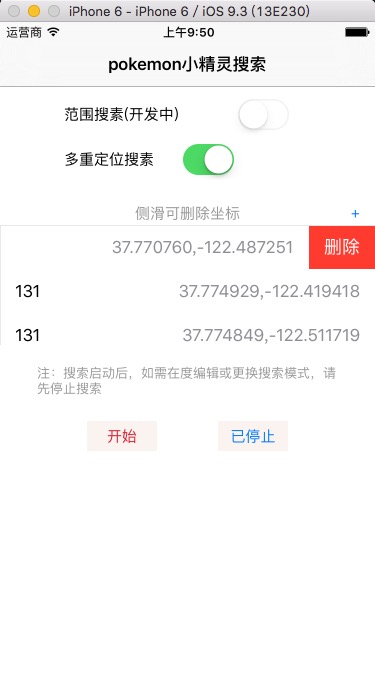 iPhone 6 - iPhone 6 / iOS 9.3 (13E230)
运营商 上午9:50
pokemon小精灵搜索
范围搜素(开发中)
多重定位搜素
侧滑可删除坐标 +
37.770760,-122.487251 删除
131 37.774929,-122.419418
131 37.774849,-122.511719
注：搜索启动后，如需在度编辑或更换搜索模式，请
先停止搜索
开始 已停止